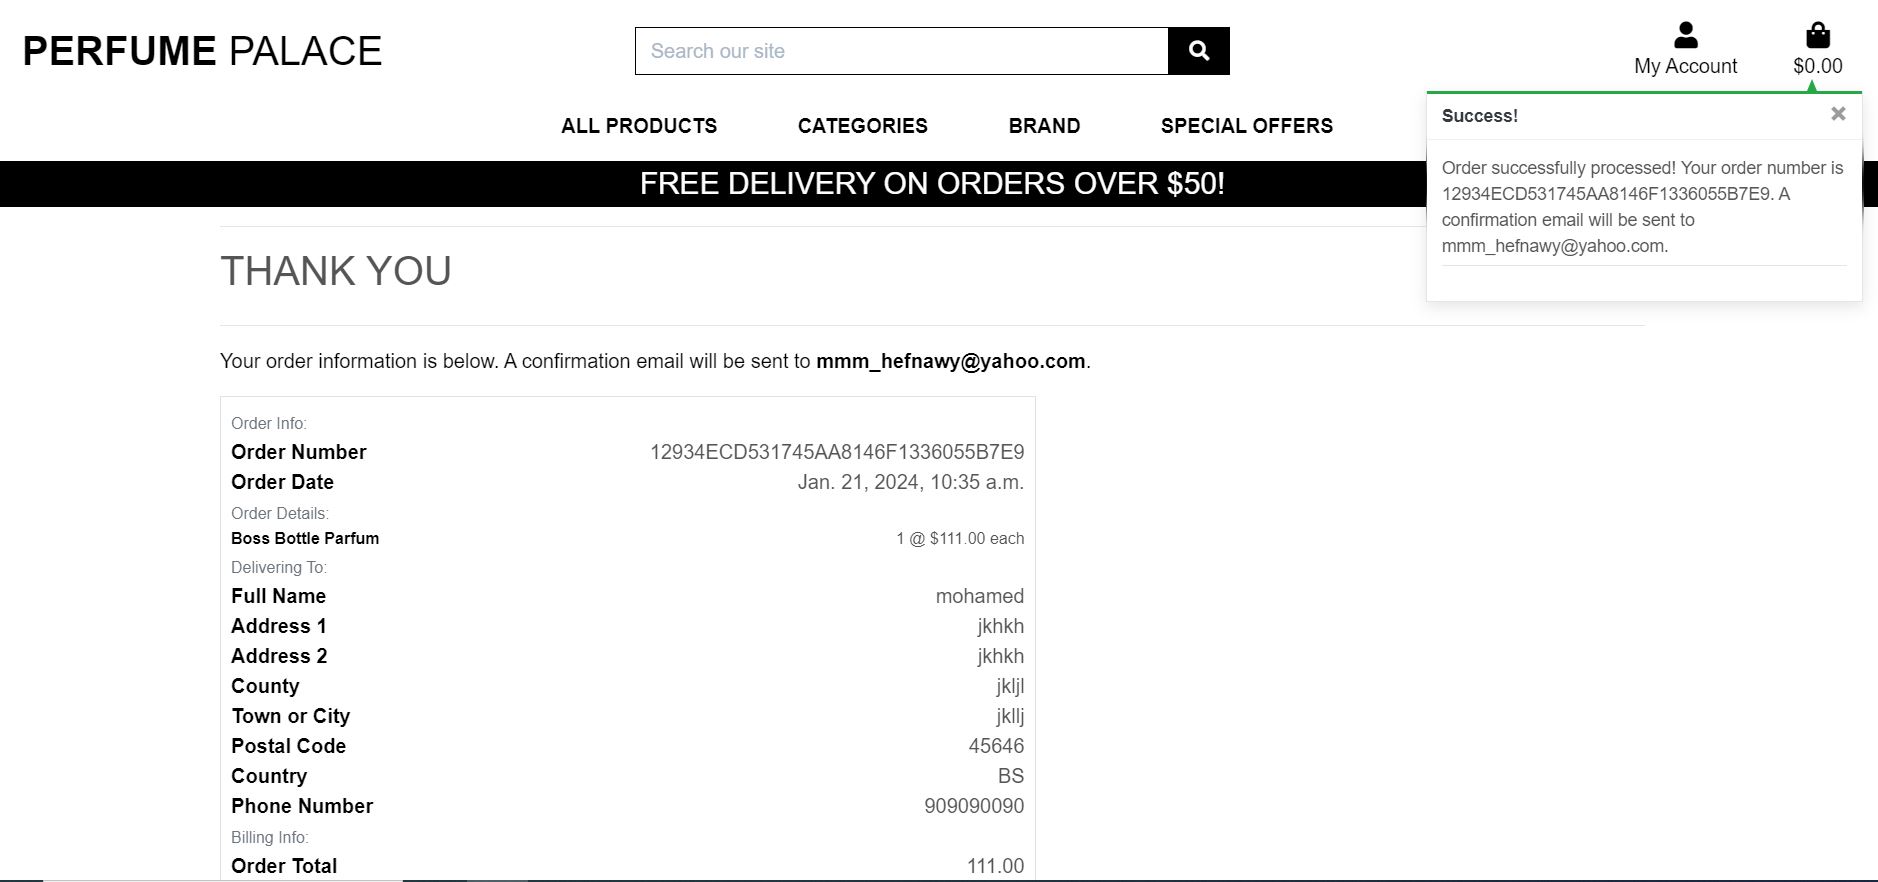 PERFUME PALACE
Search our site
My Account
$0.00
ALL PRODUCTS
CATEGORIES
BRAND
SPECIAL OFFERS
FREE DELIVERY ON ORDERS OVER $50!
Success!
Order successfully processed! Your order number is
12934ECD531745AA8146F1336055B7E9. A
confirmation email will be sent to
mmm_hefnawy@yahoo.com.
THANK YOU
Your order information is below. A confirmation email will be sent to mmm_hefnawy@yahoo.com.
Order Info:
Order Number 12934ECD531745AA8146F1336055B7E9
Order Date Jan. 21, 2024, 10:35 a.m.
Order Details:
Boss Bottle Parfum 1 @ $111.00 each
Delivering To:
Full Name mohamed
Address 1 jkhkh
Address 2 jkhkh
County jkljl
Town or City jkllj
Postal Code 45646
Country BS
Phone Number 909090090
Billing Info:
Order Total 111.00